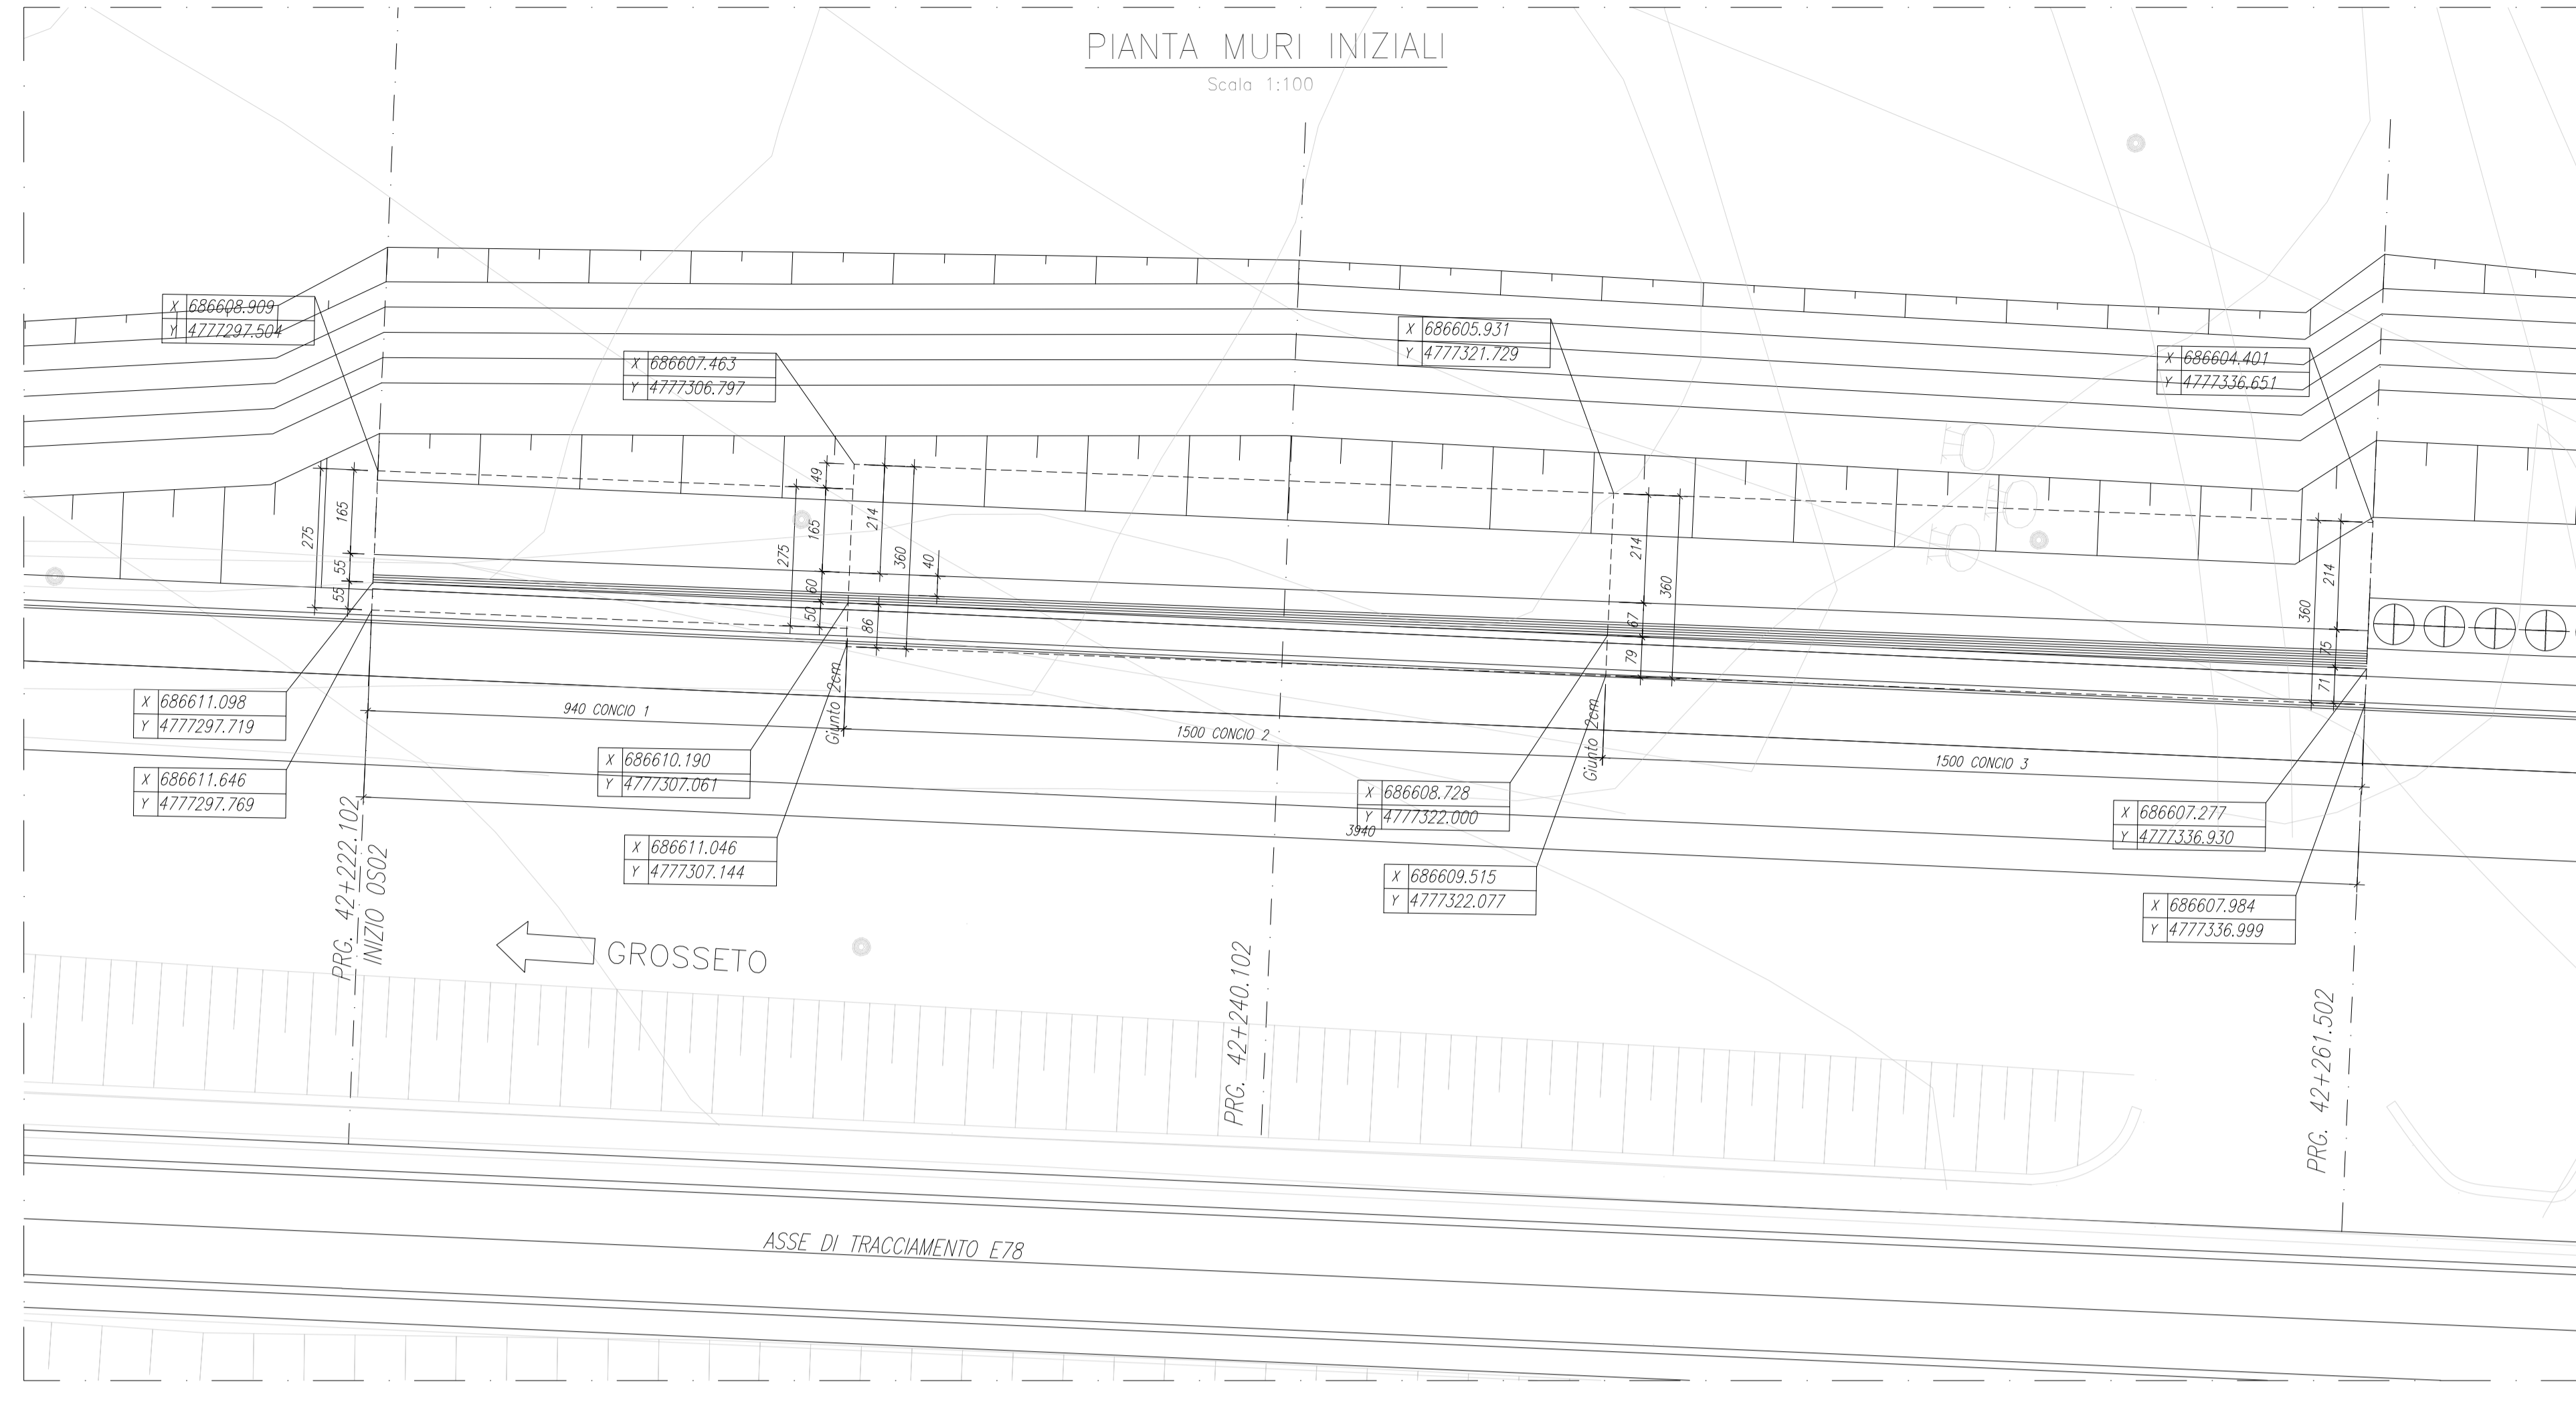 PIANTA MURI INIZIALI
Scala 1:100
X 686608.909
Y 4777297.504
X 686607.463
Y 4777306.797
X 686605.931
Y 4777321.729
X 686604.401
Y 4777336.651
275
165
55
55
49
165
275
60
50
214
360
40
86
214
360
67
79
214
360
75
71
X 686611.098
Y 4777297.719
X 686611.646
Y 4777297.769
X 686610.190
Y 4777307.061
X 686611.046
Y 4777307.144
X 686608.728
Y 4777322.000
X 686609.515
Y 4777322.077
X 686607.277
Y 4777336.930
X 686607.984
Y 4777336.999
Giunto 2cm
Giunto 2cm
940 CONCIO 1
1500 CONCIO 2
1500 CONCIO 3
3940
PRG. 42+222.102
INIZIO OS02
PRG. 42+240.102
PRG. 42+261.502
GROSSETO
ASSE DI TRACCIAMENTO E78